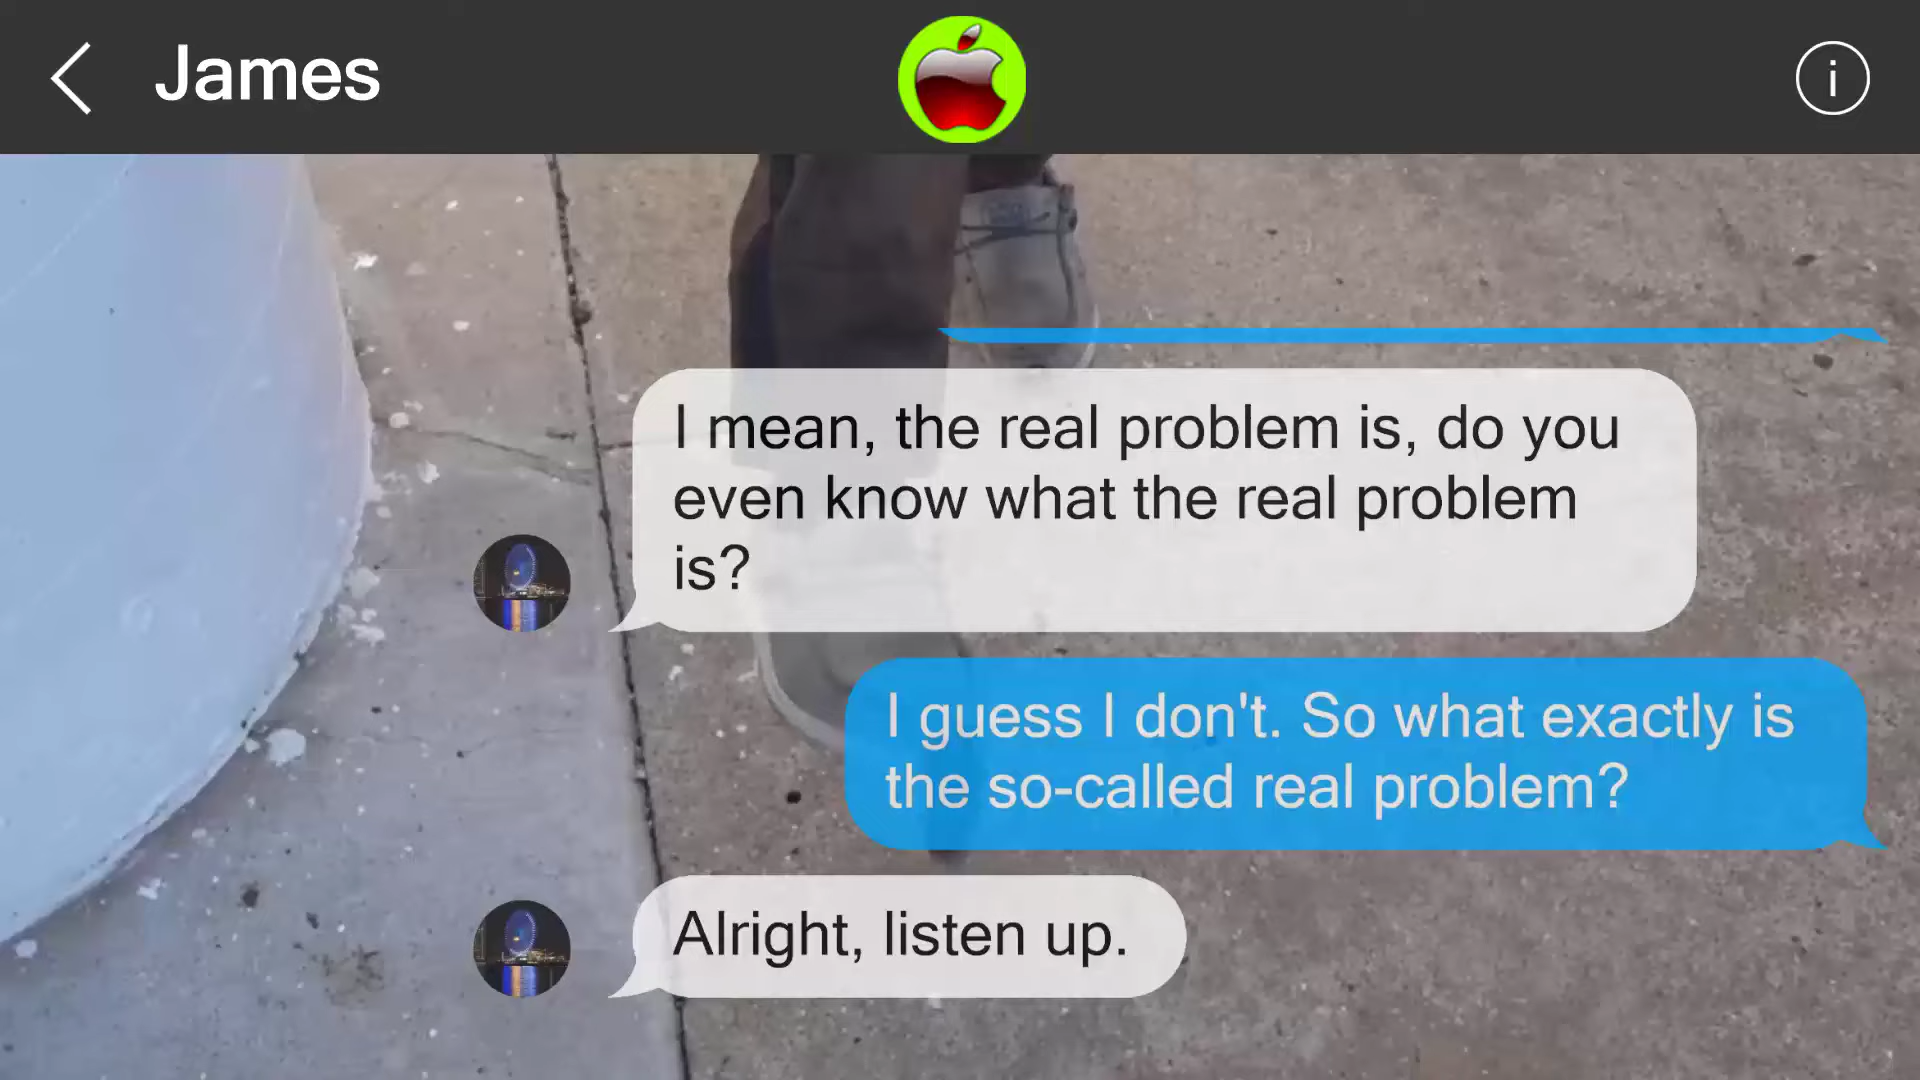 James
i
I mean, the real problem is, do you
even know what the real problem
is?
I guess I don't. So what exactly is
the so-called real problem?
Alright, listen up.